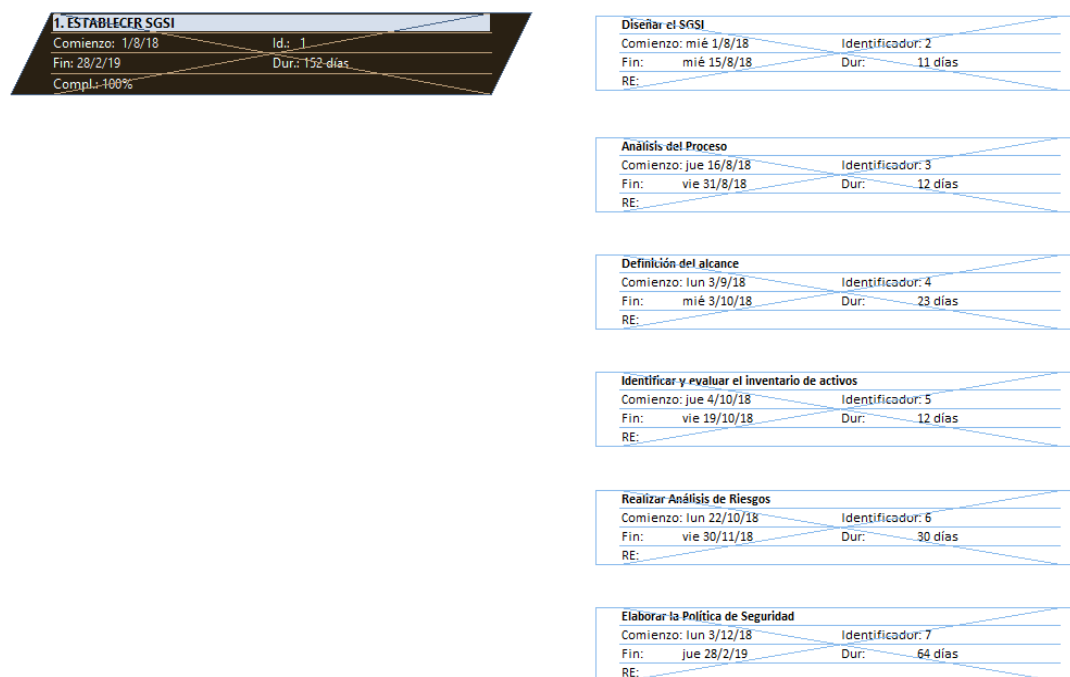 1. ESTABLECER SGSI
Comienzo: 1/8/18 Id.: 1
Fin: 28/2/19 Dur.: 152 días
Compl.: 100%
Diseñar el SGSI
Comienzo: mié 1/8/18 Identificador: 2
Fin: mié 15/8/18 Dur: 11 días
RE:
Análisis del Proceso
Comienzo: jue 16/8/18 Identificador: 3
Fin: vie 31/8/18 Dur: 12 días
RE:
Definición del alcance
Comienzo: lun 3/9/18 Identificador: 4
Fin: mié 3/10/18 Dur: 23 días
RE:
Identificar y evaluar el inventario de activos
Comienzo: jue 4/10/18 Identificador: 5
Fin: vie 19/10/18 Dur: 12 días
RE:
Realizar Análisis de Riesgos
Comienzo: lun 22/10/18 Identificador: 6
Fin: vie 30/11/18 Dur: 30 días
RE:
Elaborar la Política de Seguridad
Comienzo: lun 3/12/18 Identificador: 7
Fin: jue 28/2/19 Dur: 64 días
RE: